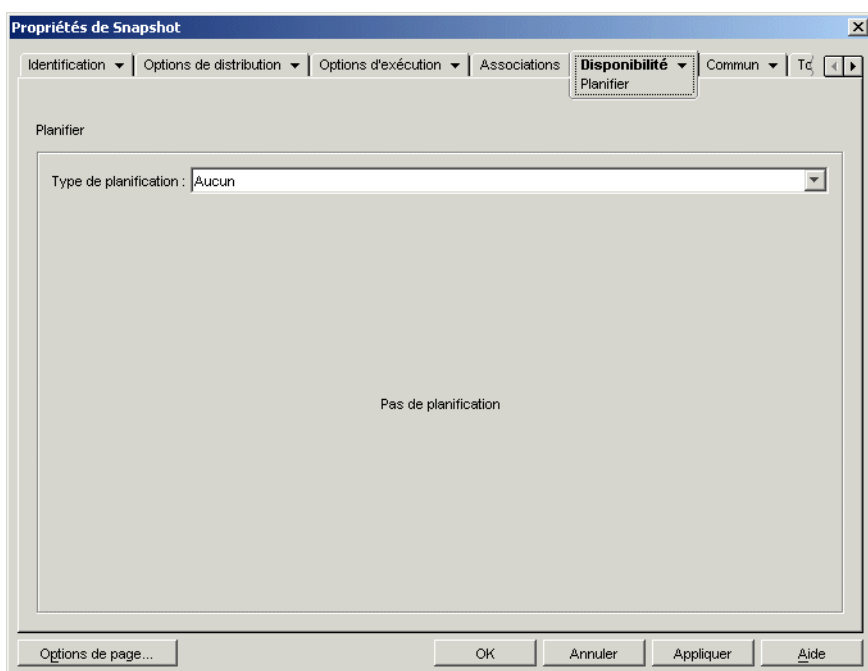 Propriétés de Snapshot
Identification Options de distribution Options d'exécution Associations Disponibilité Commun
Planifier
Planifier
Type de planification : Aucun
Pas de planification
Options de page... OK Annuler Appliquer Aide